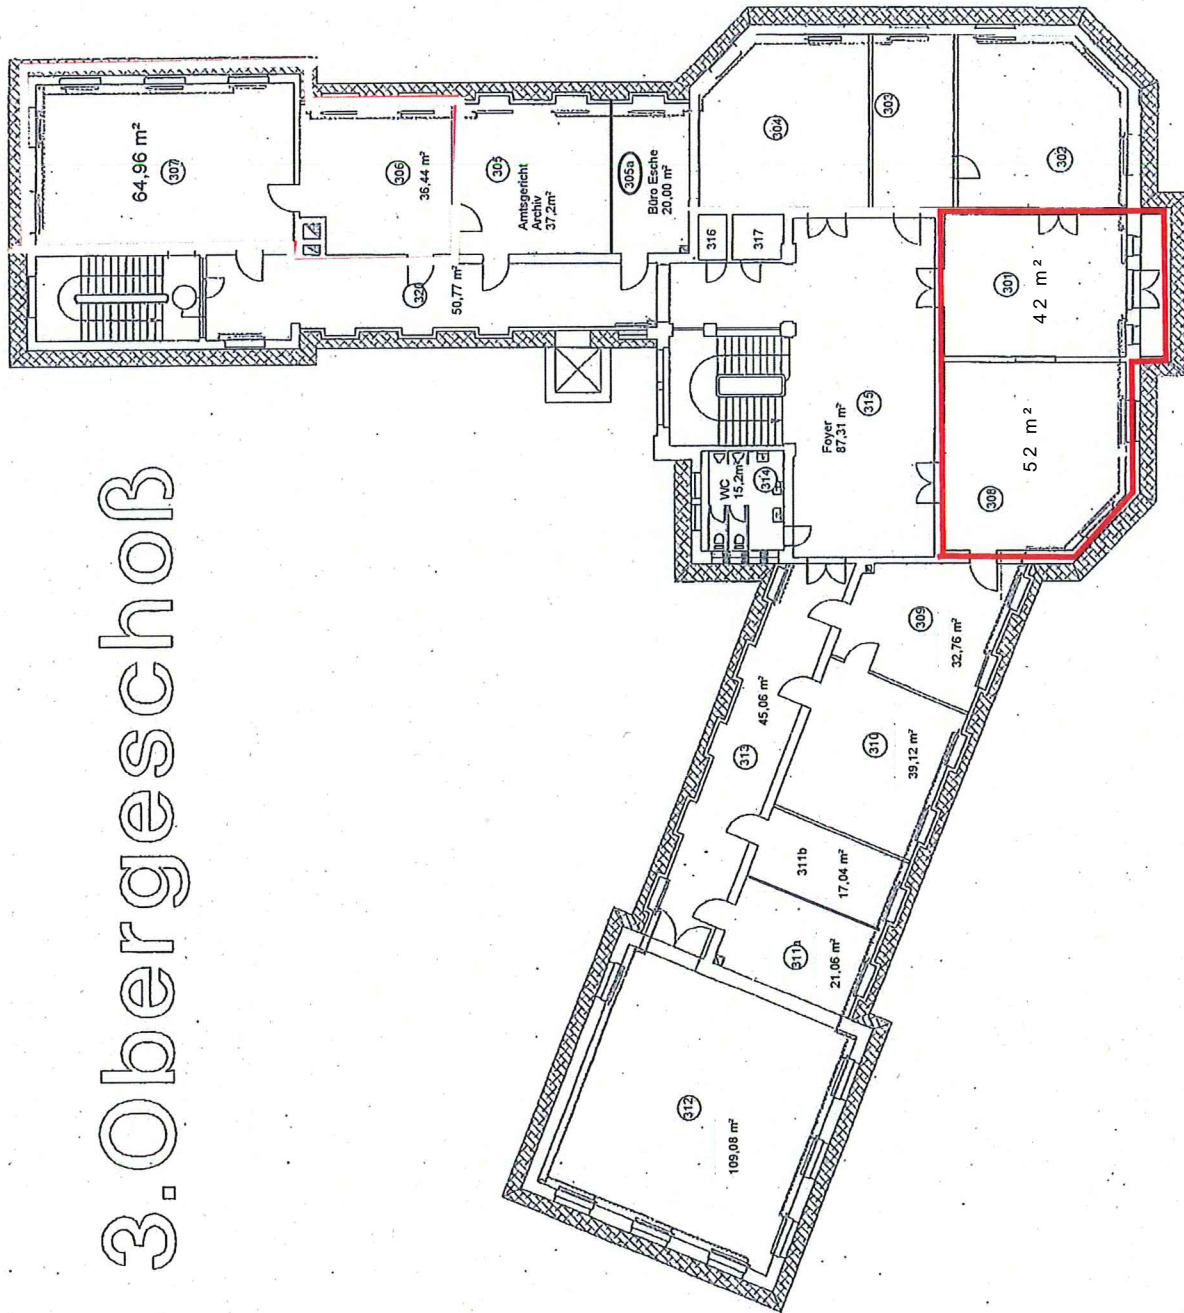 3.Obergeschoß
64,96 m²
307
306
36,44 m²
305
Amtsgericht
Archiv
37,2m²
305a
Büro Esche
20,00 m²
304
303
302
316
317
320
50,77 m²
301
42 m²
Foyer
87,31 m²
315
WC
15,2m
314
308
52 m²
309
32,76 m²
45,06 m²
313
310
39,12 m²
311b
17,04 m²
311a
21,06 m²
312
109,08 m²